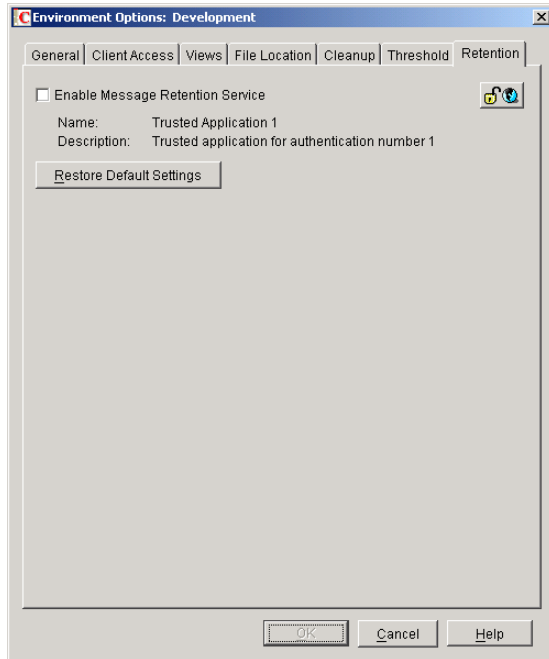 Environment Options: Development
General Client Access Views File Location Cleanup Threshold Retention
Enable Message Retention Service
Name: Trusted Application 1
Description: Trusted application for authentication number 1
Restore Default Settings
OK Cancel Help